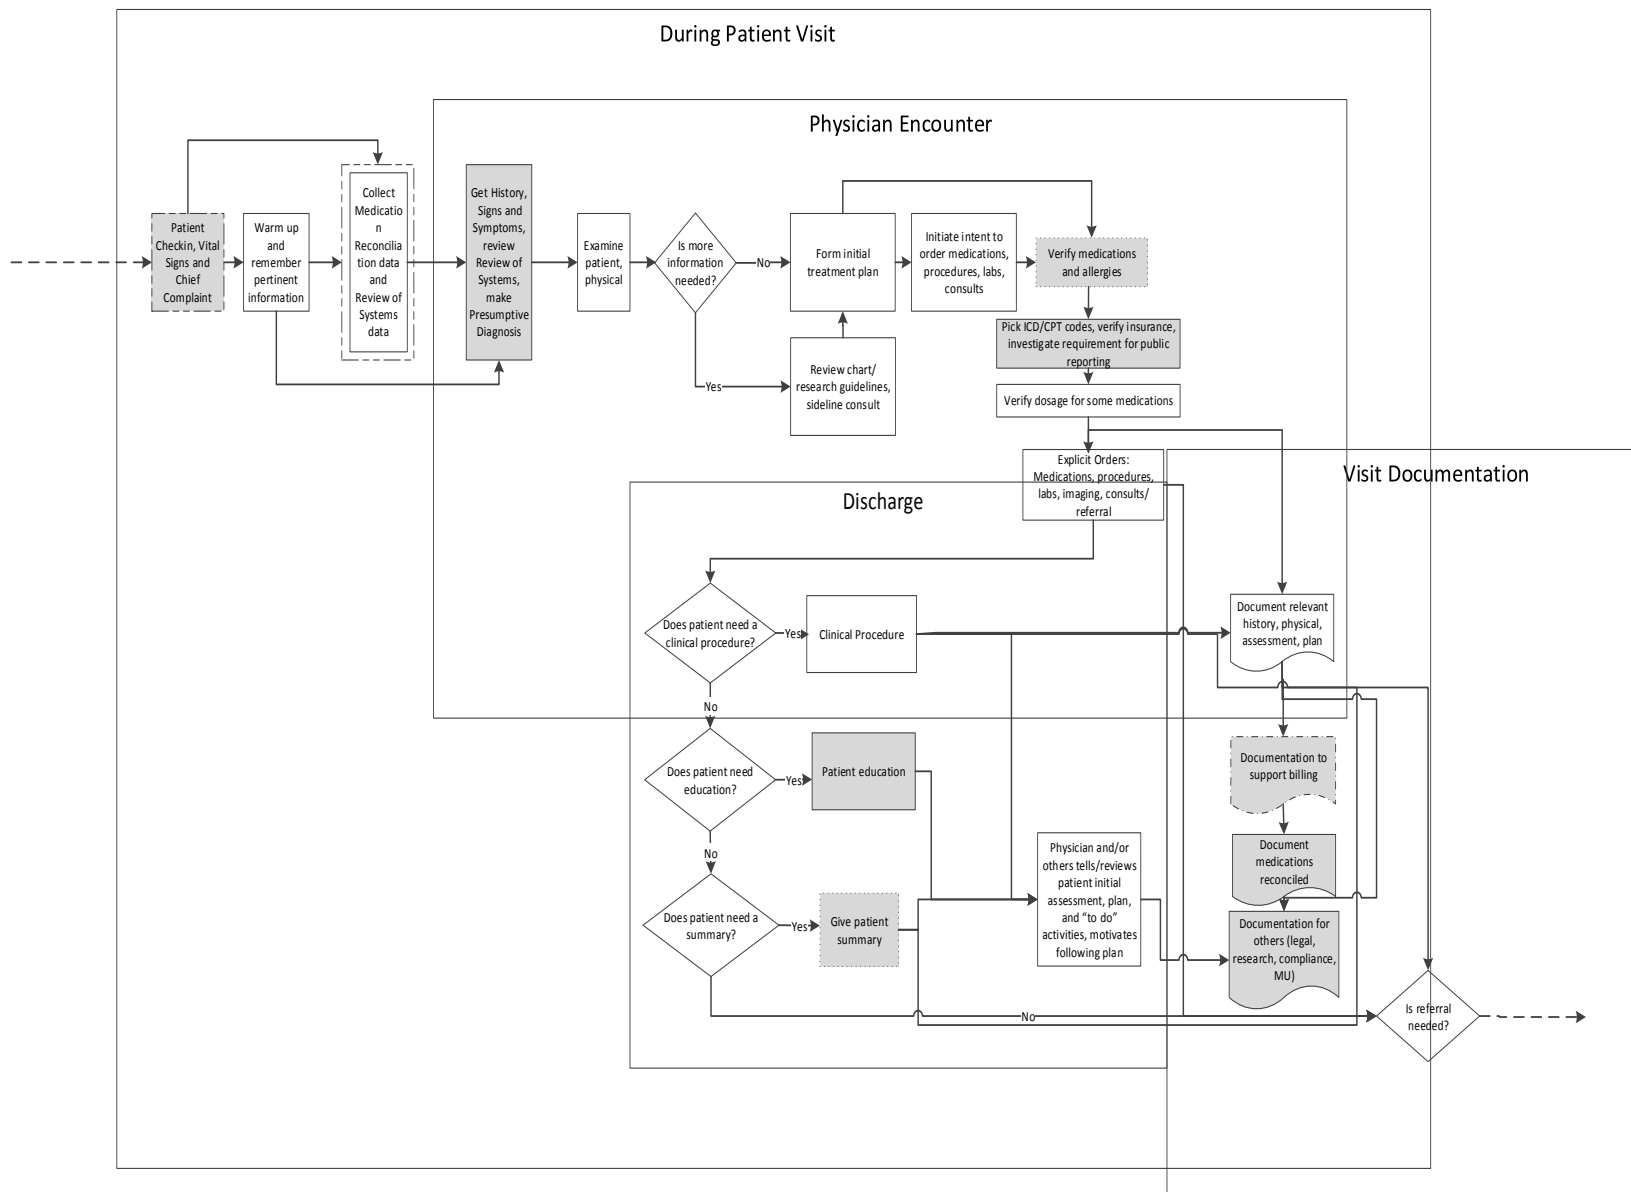 During Patient Visit
Physician Encounter
Patient
Checkin, Vital
Signs and
Chief
Complaint
Warm up
and
remember
pertinent
information
Collect
Medicatio
n
Reconcilia
tion data
and
Review of
Systems
data
Get History,
Signs and
Symptoms,
review
Review of
Systems,
make
Presumptive
Diagnosis
Examine
patient,
physical
Is more
information
needed?
No
Yes
Form initial
treatment plan
Review chart/
research guidelines,
sideline consult
Initiate intent to
order medications,
procedures, labs,
consults
Verify medications
and allergies
Pick ICD/CPT codes, verify insurance,
investigate requirement for public
reporting
Verify dosage for some medications
Explicit Orders:
Medications, procedures,
labs, imaging, consults/
referral
Visit Documentation
Discharge
Does patient need a
clinical procedure?
Yes
Clinical Procedure
No
Document relevant
history, physical,
assessment, plan
Does patient need
education?
Yes
Patient education
No
Documentation to
support billing
Document
medications
reconciled
Does patient need a
summary?
Yes
Give patient
summary
Physician and/or
others tells/reviews
patient initial
assessment, plan,
and “to do”
activities, motivates
following plan
Documentation for
others (legal,
research, compliance,
MU)
No
Is referral
needed?